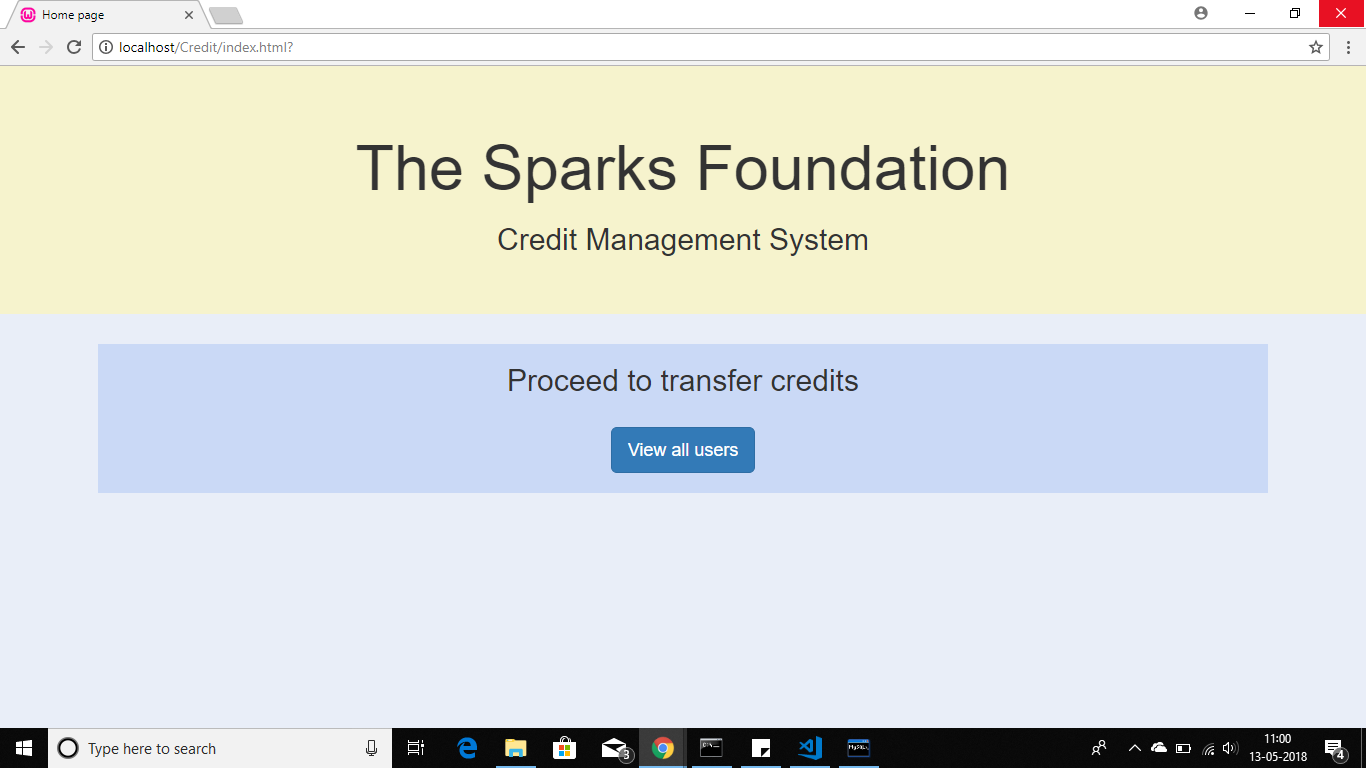 Home page
localhost/Credit/index.html?
The Sparks Foundation
Credit Management System
Proceed to transfer credits
View all users
Type here to search
3
11:00
13-05-2018
4